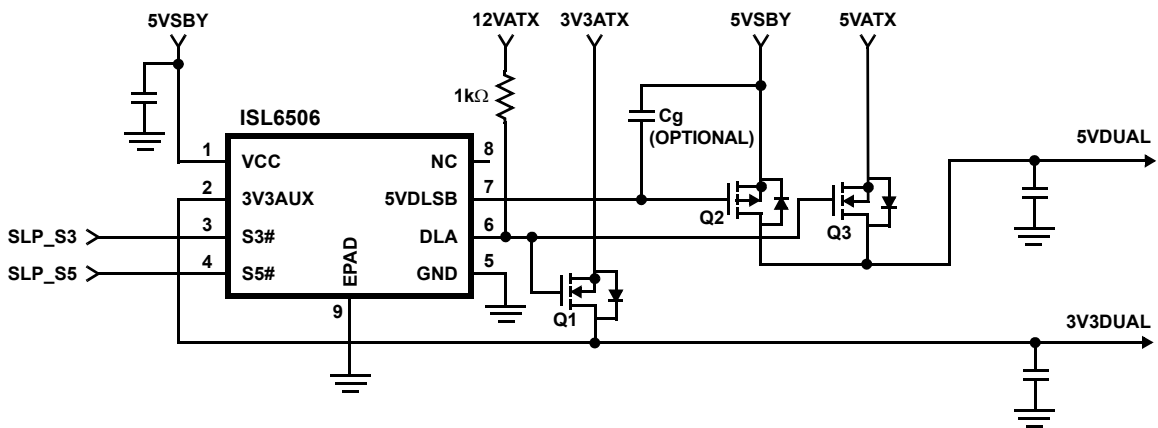 5VSBY
12VATX
3V3ATX
5VSBY
5VATX
1kΩ
Cg
(OPTIONAL)
ISL6506
5VDUAL
1
VCC
NC
8
2
3V3AUX
5VDLSB
7
Q2
Q3
SLP_S3
3
S3#
DLA
6
SLP_S5
4
S5#
EPAD
GND
5
9
Q1
3V3DUAL